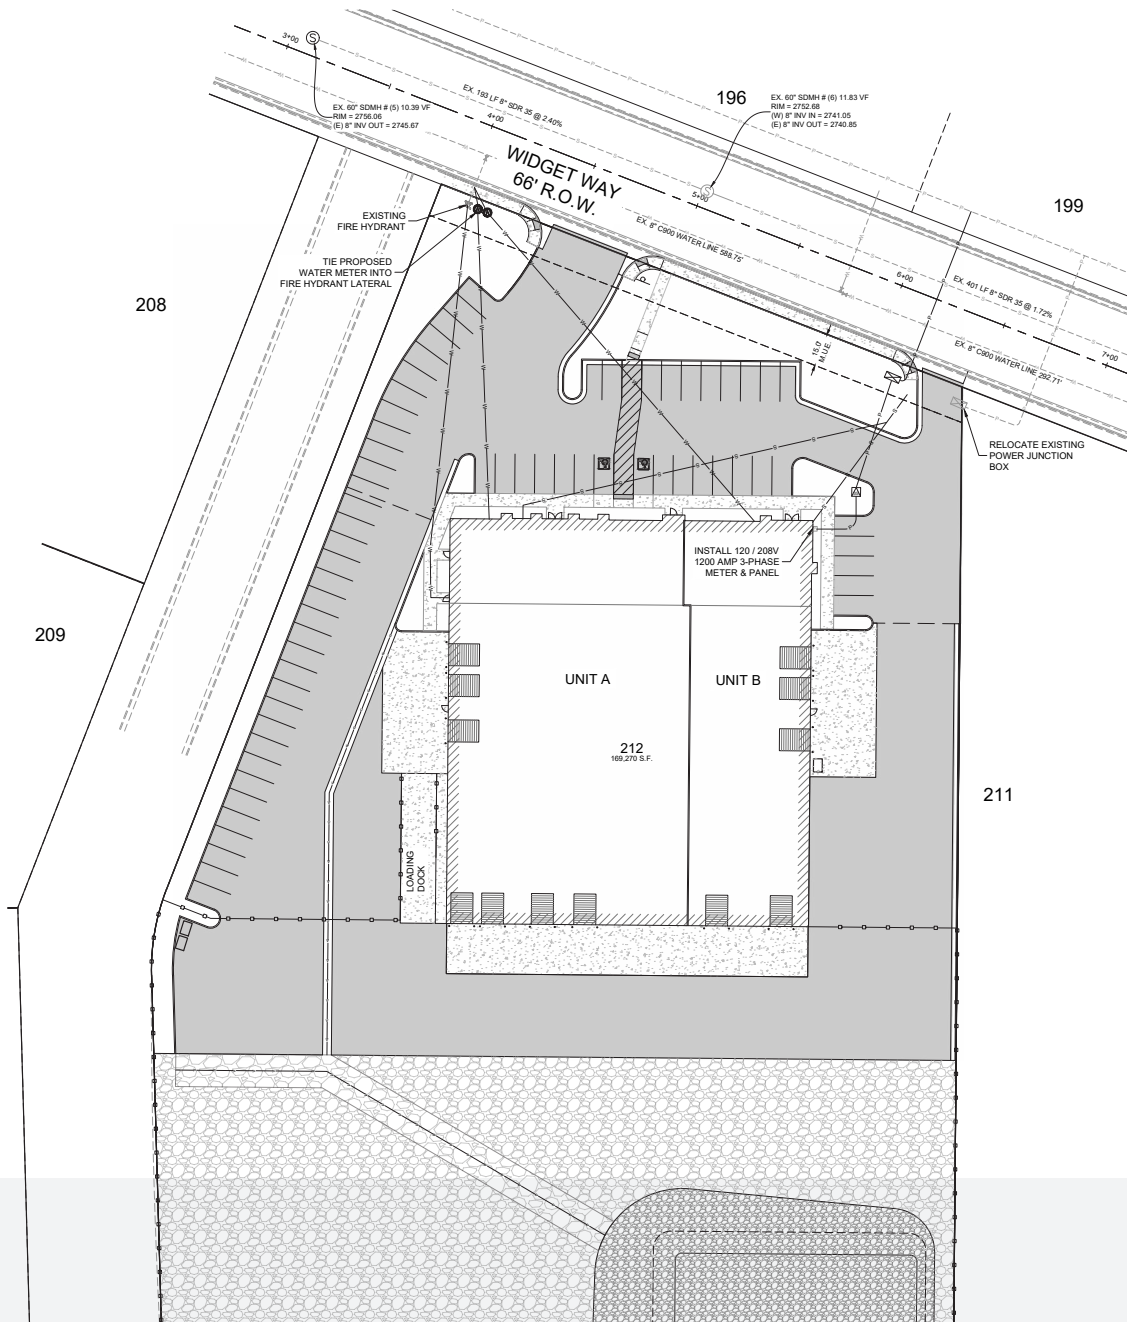 3+00
S
EX. 60" SDMH # (5) 10.39 VF
RIM = 2756.06
(E) 8" INV OUT = 2745.67
EX. 193 LF 8" SDR 35 @ 2.40%
4+00
196
EX. 60" SDMH # (6) 11.83 VF
RIM = 2752.68
(W) 8" INV IN = 2741.05
(E) 8" INV OUT = 2740.85
WIDGET WAY
66' R.O.W.
S
5+00
199
EXISTING
FIRE HYDRANT
EX. 8" C900 WATER LINE 588.75'
TIE PROPOSED
WATER METER INTO
FIRE HYDRANT LATERAL
6+00
EX. 401 LF 8" SDR 35 @ 1.72%
208
15.0'
M.U.E.
EX. 8" C900 WATER LINE 292.71'
7+00
RELOCATE EXISTING
POWER JUNCTION
BOX
INSTALL 120 / 208V
1200 AMP 3-PHASE
METER & PANEL
209
UNIT A
UNIT B
212
169,270 S.F.
211
LOADING
DOCK